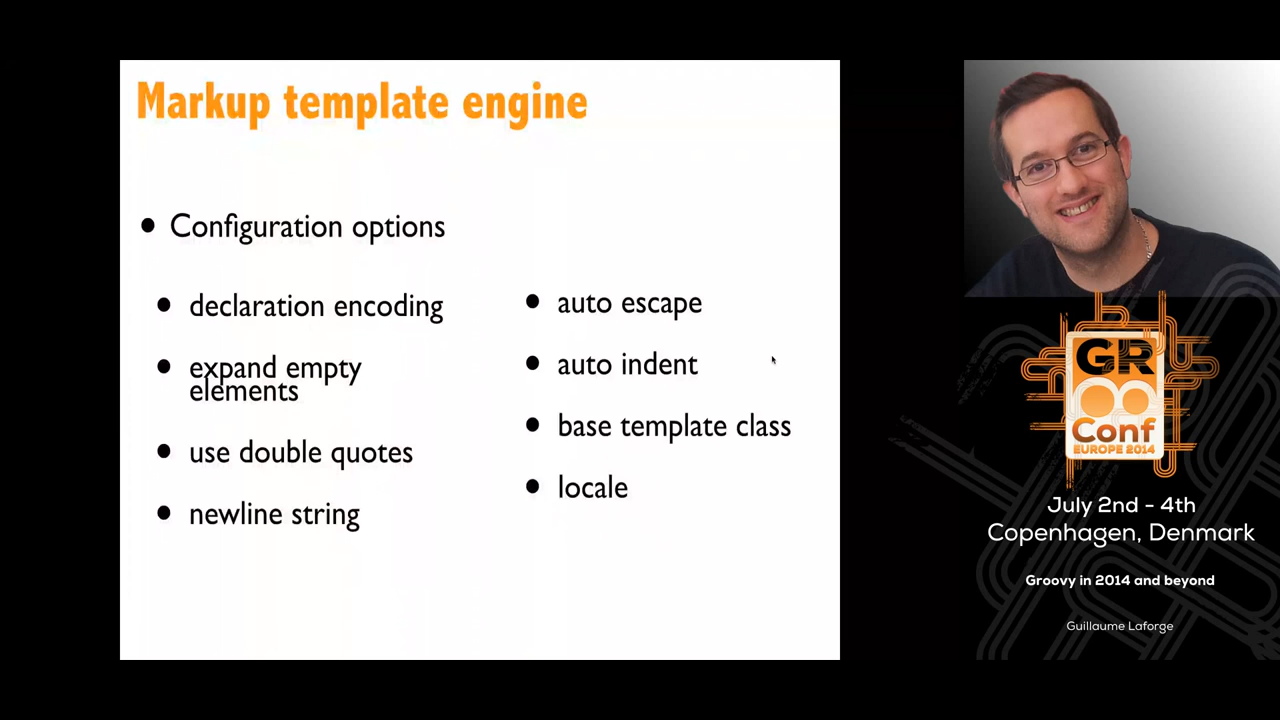 Markup template engine
• Configuration options
• declaration encoding
• expand empty
elements
• use double quotes
• newline string
• auto escape
• auto indent
• base template class
• locale
GR
Conf
EUROPE 2014
July 2nd - 4th
Copenhagen, Denmark
Groovy in 2014 and beyond
Guillaume Laforge